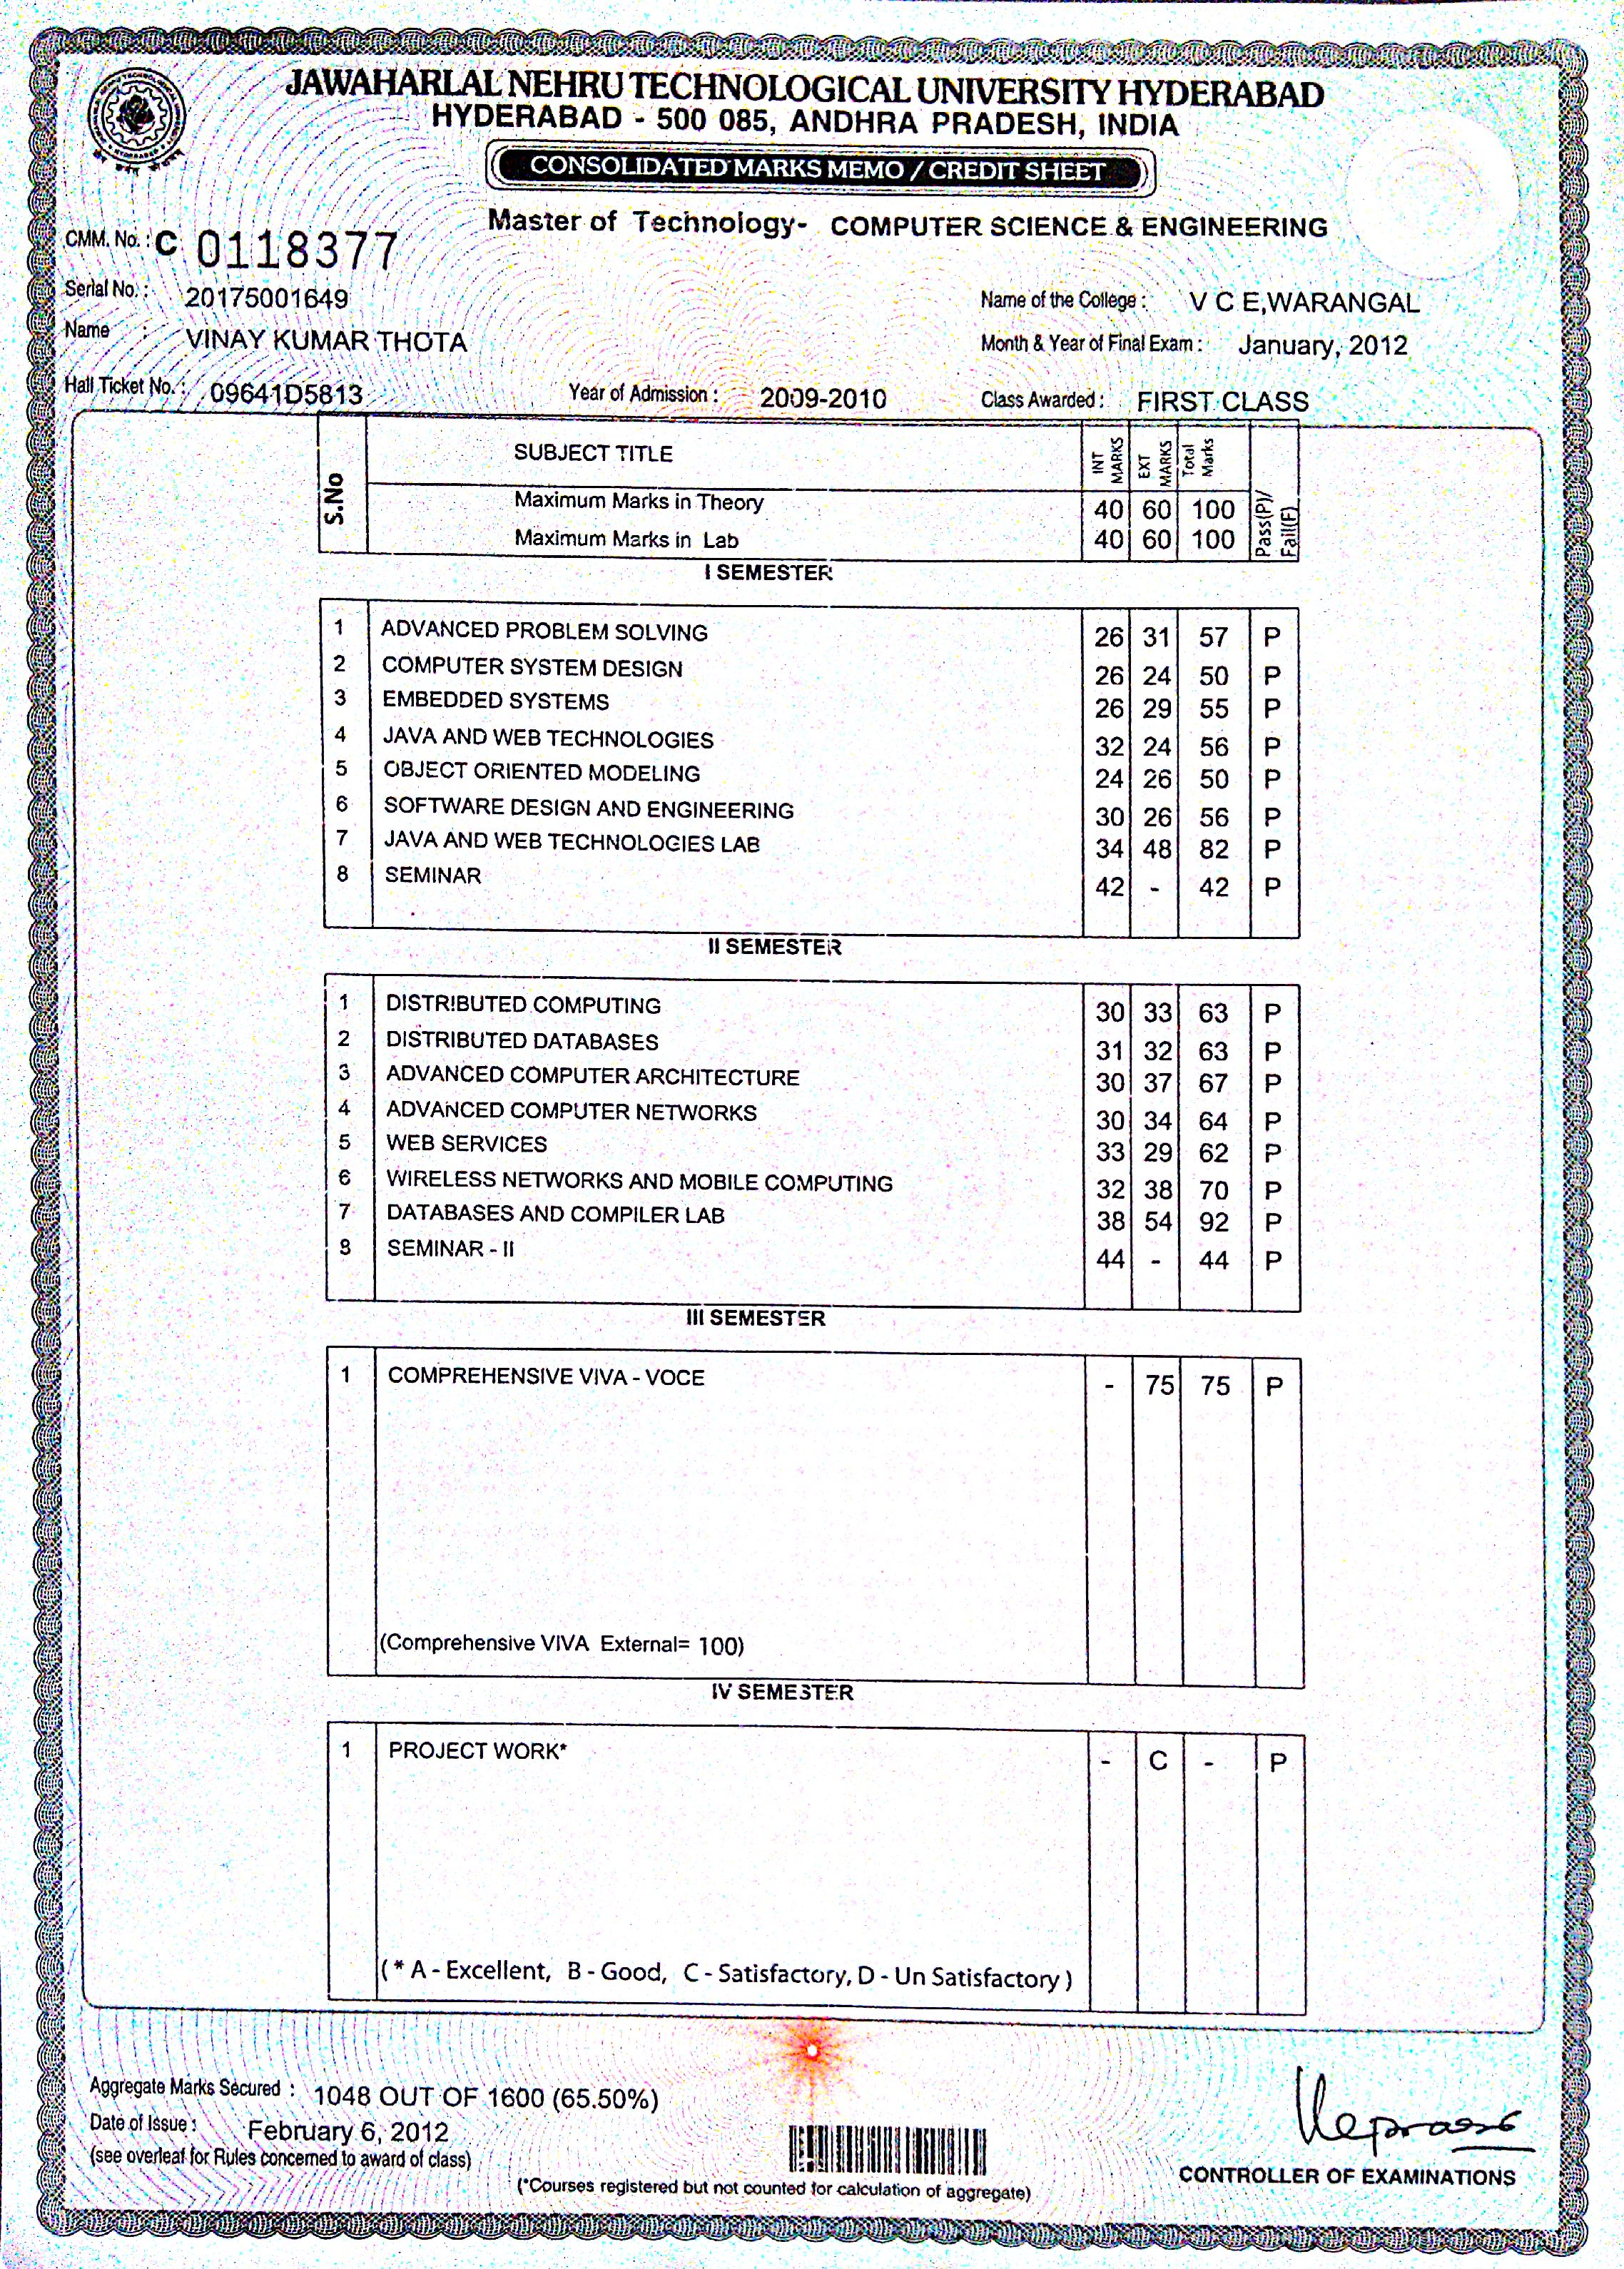 JAWAHARLAL NEHRU TECHNOLOGICAL UNIVERSITY HYDERABAD
HYDERABAD - 500 085, ANDHRA PRADESH, INDIA
CONSOLIDATED MARKS MEMO / CREDIT SHEET
Master of Technology- COMPUTER SCIENCE & ENGINEERING
CMM. No. : C 0118377
Serial No. : 20175001649
Name of the College : V C E,WARANGAL
Name : VINAY KUMAR THOTA
Month & Year of Final Exam : January, 2012
Hall Ticket No. : 09641D5813 Year of Admission : 2009-2010 Class Awarded : FIRST CLASS
S.No SUBJECT TITLE INT MARKS EXT MARKS Total Marks Pass(P)/ Fail(F)
Maximum Marks in Theory 40 60 100
Maximum Marks in Lab 40 60 100
I SEMESTER
1 ADVANCED PROBLEM SOLVING 26 31 57 P
2 COMPUTER SYSTEM DESIGN 26 24 50 P
3 EMBEDDED SYSTEMS 26 29 55 P
4 JAVA AND WEB TECHNOLOGIES 32 24 56 P
5 OBJECT ORIENTED MODELING 24 26 50 P
6 SOFTWARE DESIGN AND ENGINEERING 30 26 56 P
7 JAVA AND WEB TECHNOLOGIES LAB 34 48 82 P
8 SEMINAR 42 - 42 P
II SEMESTER
1 DISTRIBUTED COMPUTING 30 33 63 P
2 DISTRIBUTED DATABASES 31 32 63 P
3 ADVANCED COMPUTER ARCHITECTURE 30 37 67 P
4 ADVANCED COMPUTER NETWORKS 30 34 64 P
5 WEB SERVICES 33 29 62 P
6 WIRELESS NETWORKS AND MOBILE COMPUTING 32 38 70 P
7 DATABASES AND COMPILER LAB 38 54 92 P
8 SEMINAR - II 44 - 44 P
III SEMESTER
1 COMPREHENSIVE VIVA - VOCE - 75 75 P
(Comprehensive VIVA External= 100)
IV SEMESTER
1 PROJECT WORK* - C - P
( * A - Excellent, B - Good, C - Satisfactory, D - Un Satisfactory )
Aggregate Marks Secured : 1048 OUT OF 1600 (65.50%)
Date of Issue : February 6, 2012
(see overleaf for Rules concerned to award of class)
(*Courses registered but not counted for calculation of aggregate)
CONTROLLER OF EXAMINATIONS